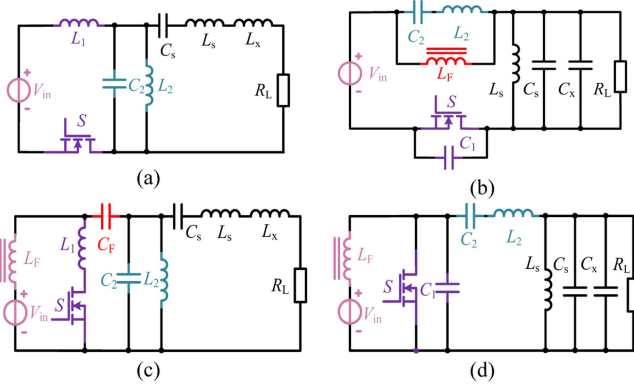 L1
Cs
Ls
Lx
+
Vin
-
C2
L2
RL
S
(a)
C2
L2
LF
+
Vin
-
Ls
Cs
Cx
RL
S
C1
(b)
LF
L1
CF
Cs
Ls
Lx
C2
L2
RL
+
Vin
-
S
(c)
LF
C2
L2
S
C1
Ls
Cs
Cx
RL
+
Vin
-
(d)